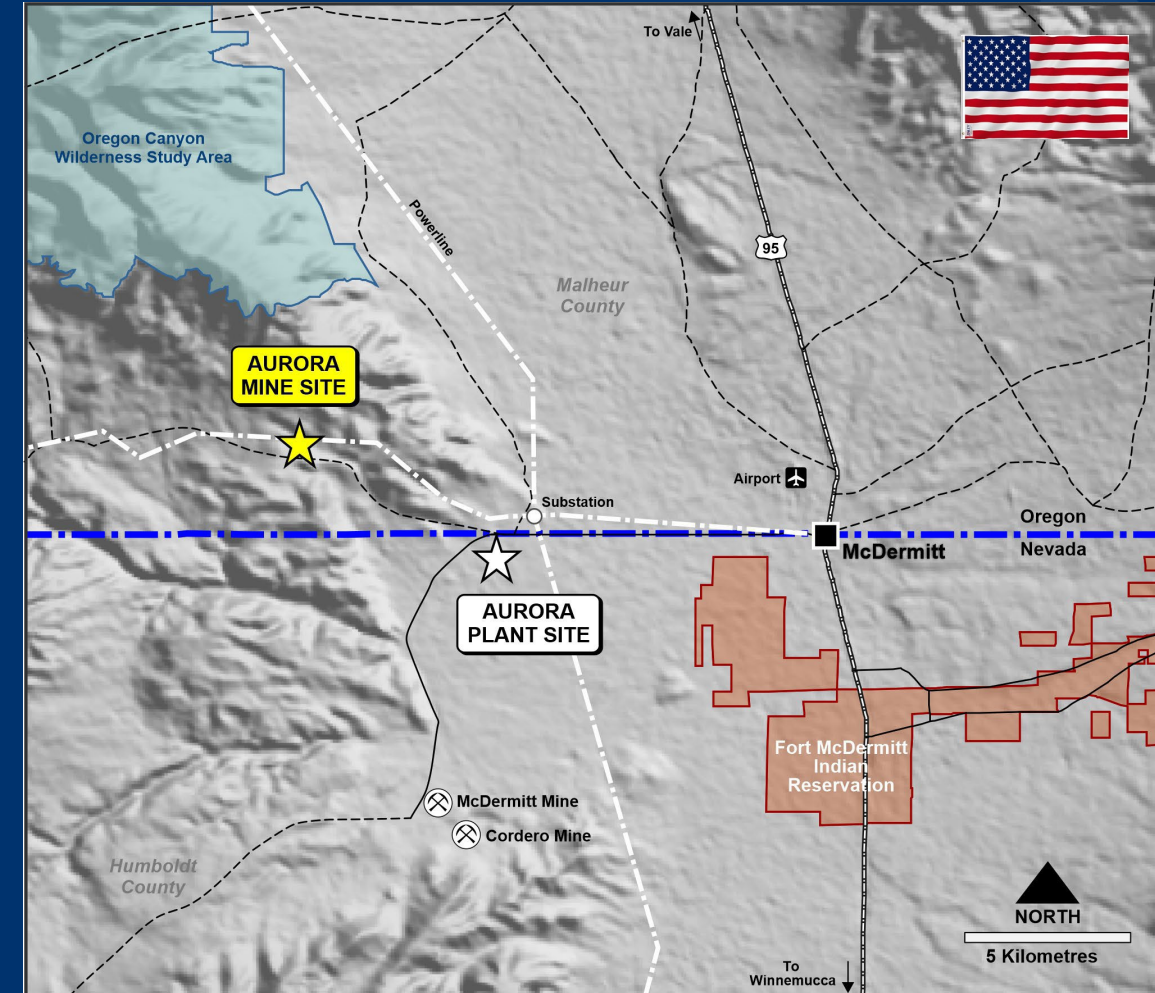 To Vale
Oregon Canyon
Wilderness Study Area
Powerline
95
Malheur
County
AURORA
MINE SITE
Airport
Substation
Oregon
McDermitt
Nevada
AURORA
PLANT SITE
Fort McDermitt
Indian
Reservation
McDermitt Mine
Cordero Mine
Humboldt
County
NORTH
5 Kilometres
To
Winnemucca